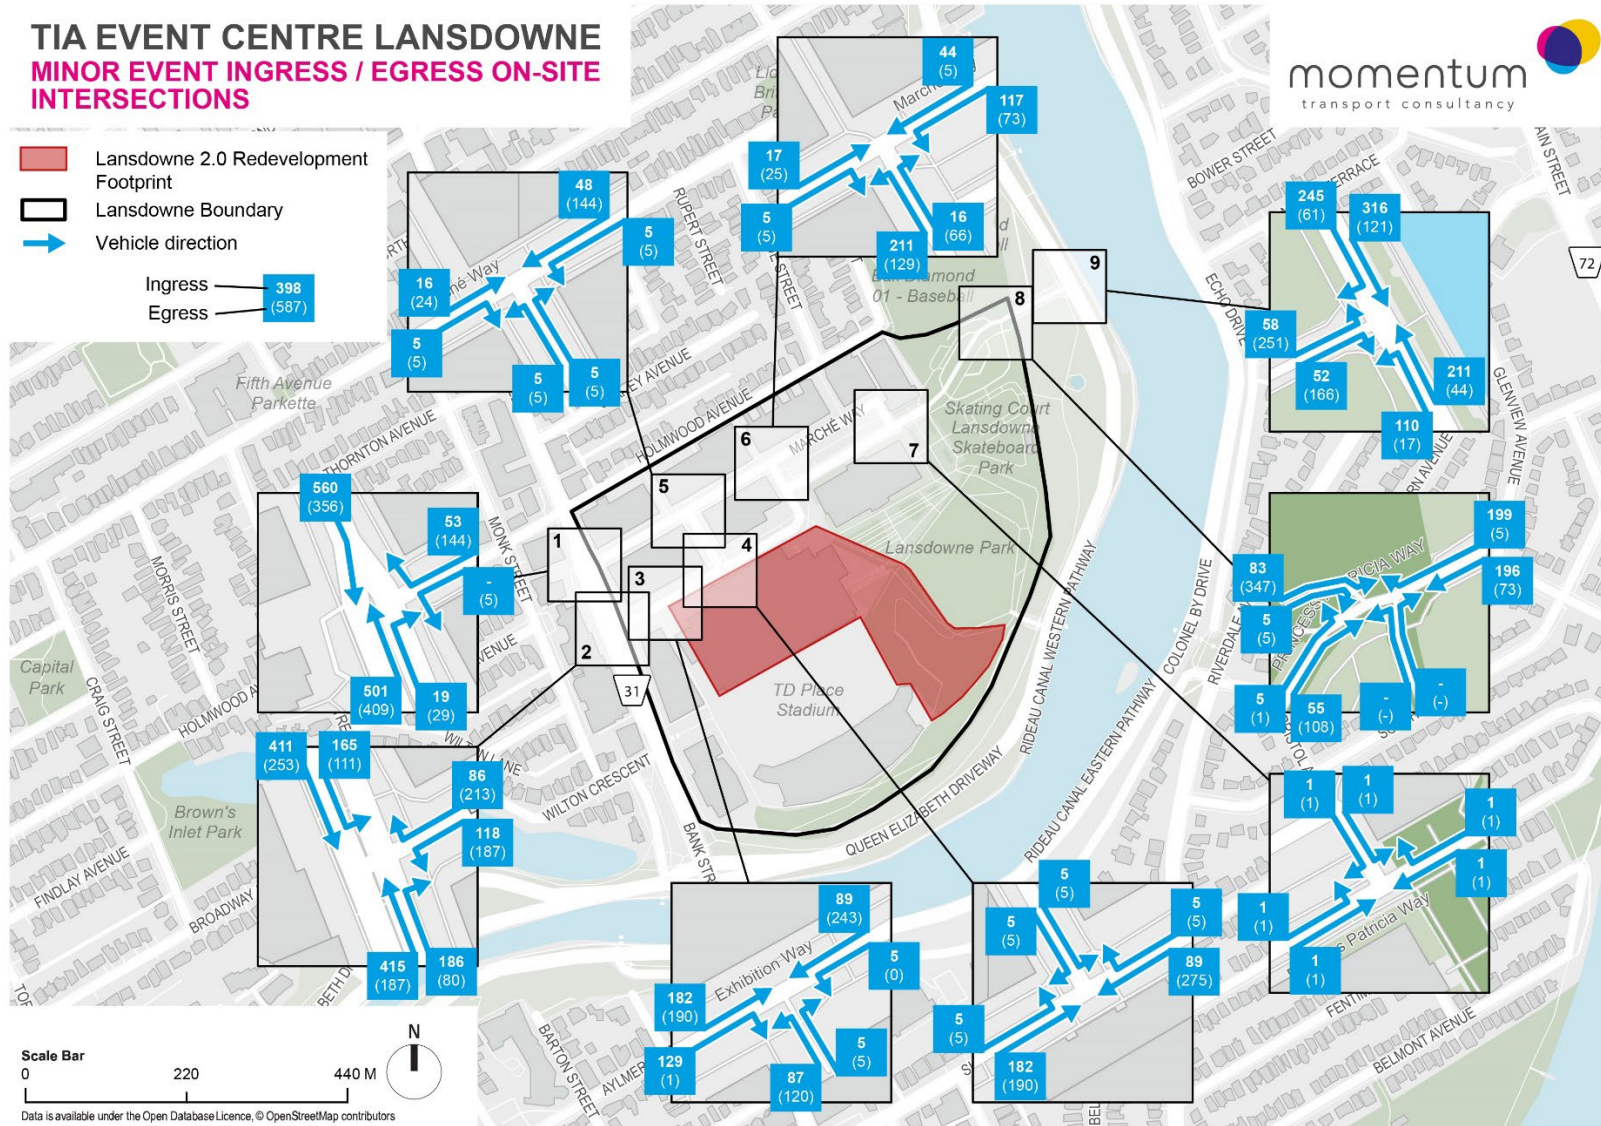 TIA EVENT CENTRE LANSDOWNE
MINOR EVENT INGRESS / EGRESS ON-SITE
INTERSECTIONS
momentum
transport consultancy
Lansdowne 2.0 Redevelopment
Footprint
Lansdowne Boundary
Vehicle direction
Ingress
Egress
398
(587)
48
(144)
5
(5)
16
(24)
5
(5)
5
(5)
5
(5)
44
(5)
117
(73)
17
(25)
5
(5)
16
(66)
211
(129)
245
(61)
316
(121)
58
(251)
52
(166)
211
(44)
110
(17)
560
(356)
53
(144)
-
(5)
501
(409)
19
(29)
199
(5)
196
(73)
83
(347)
5
(5)
5
(1)
55
(108)
-
(-)
-
(-)
411
(253)
165
(111)
86
(213)
118
(187)
415
(187)
186
(80)
89
(243)
5
(0)
182
(190)
129
(1)
87
(120)
5
(5)
5
(5)
5
(5)
5
(5)
89
(275)
5
(5)
182
(190)
1
(1)
1
(1)
1
(1)
1
(1)
1
(1)
1
(1)
1
2
3
4
5
6
7
8
9
31
72
BOWER STREET
RUPERT STREET
ECHO DRIVE
GLENVIEW AVENUE
Fifth Avenue
Parkette
THORNTON AVENUE
HOLMWOOD AVENUE
MARCHÉ WAY
01 - Baseball
Skating Court
Lansdowne
Skateboard
Park
Lansdowne Park
TD Place
Stadium
MONK STREET
MORRIS STREET
CRAIG STREET
Capital
Park
Brown's
Inlet Park
FINDLAY AVENUE
BROADWAY
WILTON CRESCENT
QUEEN ELIZABETH DRIVEWAY
RIDEAU CANAL WESTERN PATHWAY
RIDEAU CANAL EASTERN PATHWAY
COLONEL BY DRIVE
Exhibition Way
BARTON STREET
BELMONT AVENUE
N
Scale Bar
0 220 440 M
Data is available under the Open Database Licence, © OpenStreetMap contributors